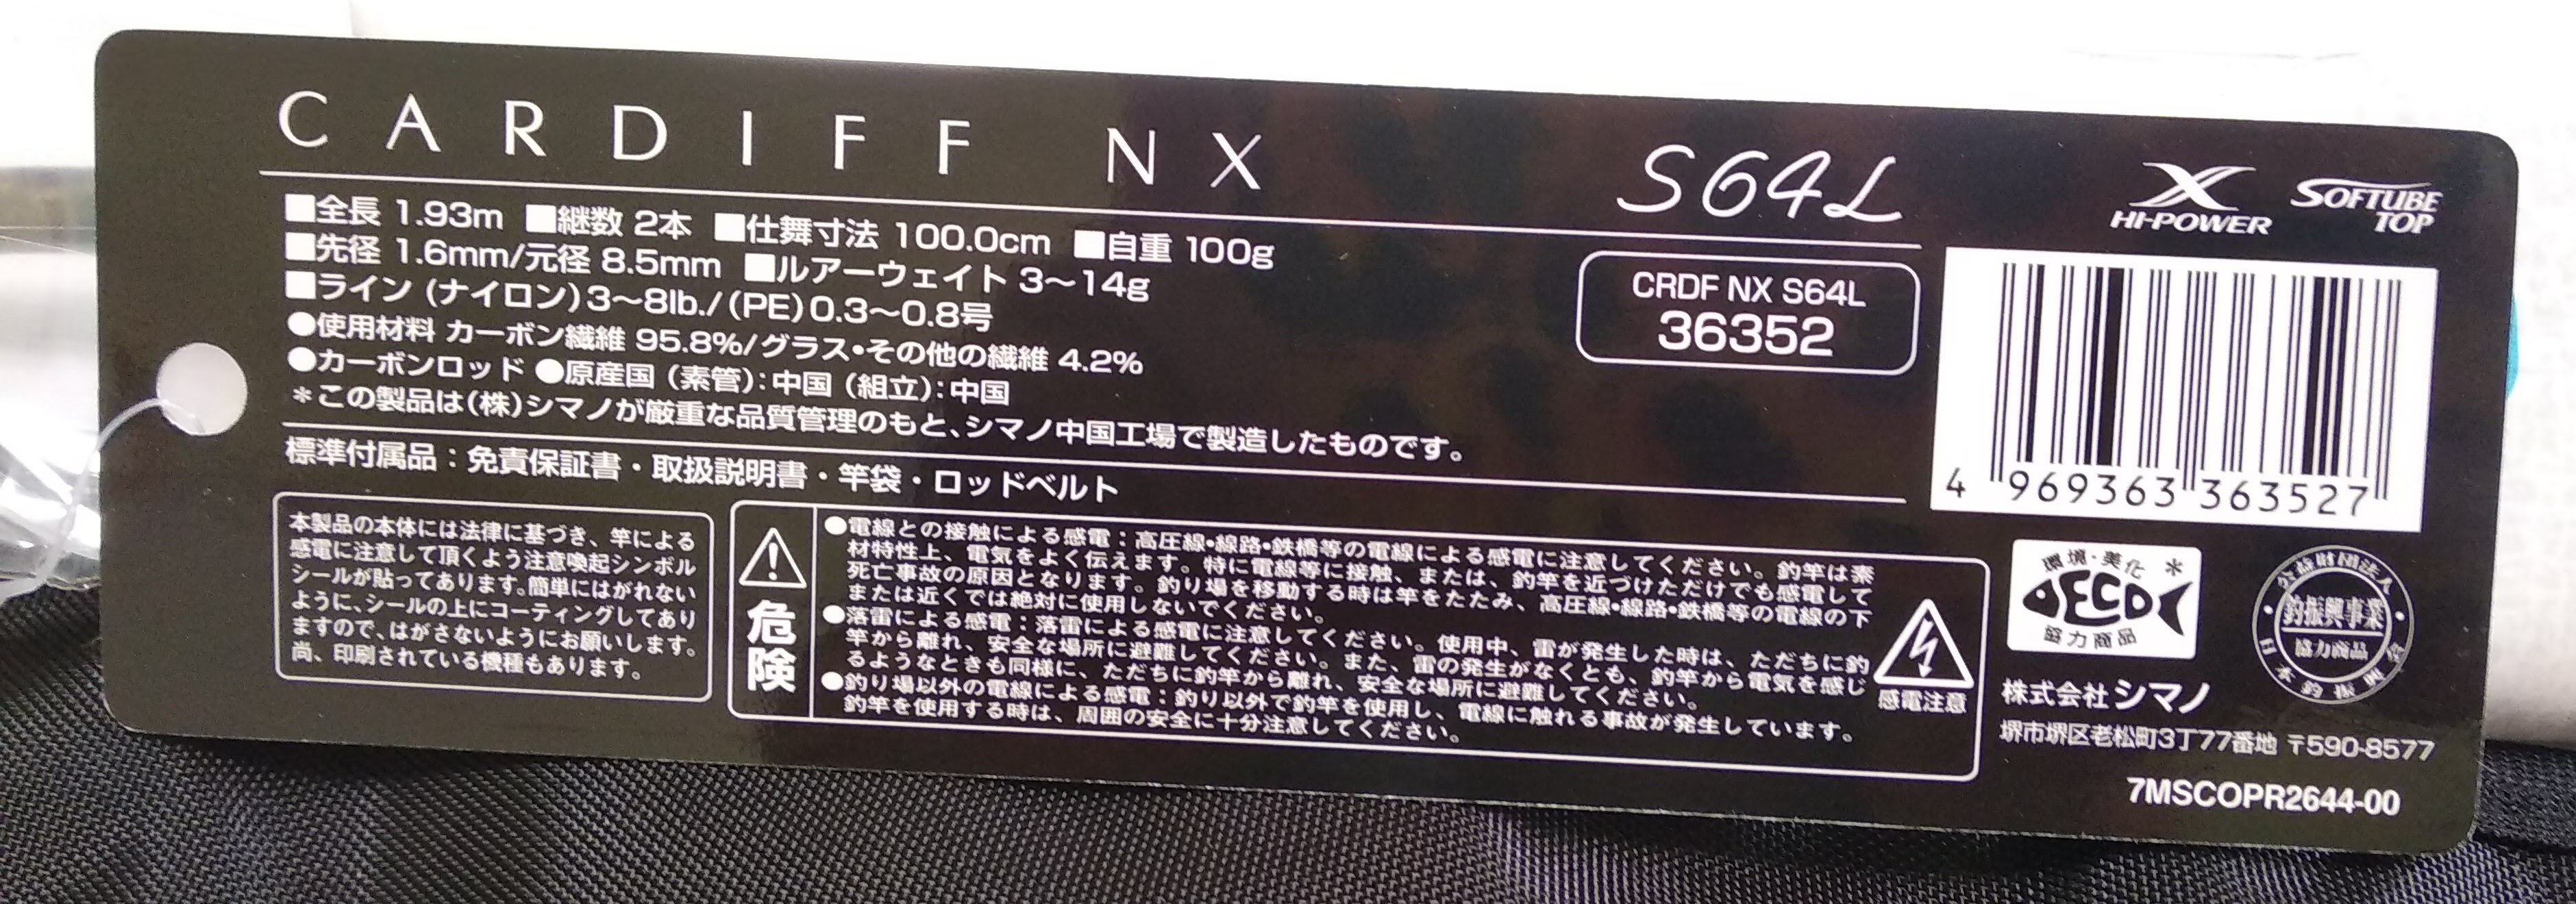 CARDIFF NX
S64L
HI-POWER
SOFTUBE TOP
■全長 1.93m ■継数 2本 ■仕舞寸法 100.0cm ■自重 100g
■先径 1.6mm/元径 8.5mm ■ルアーウェイト 3〜14g
■ライン (ナイロン)3〜8lb./(PE)0.3〜0.8号
●使用材料 カーボン繊維 95.8%/グラス・その他の繊維 4.2%
●カーボンロッド ●原産国 (素管):中国 (組立):中国
＊この製品は(株)シマノが厳重な品質管理のもと、シマノ中国工場で製造したものです。
CRDF NX S64L
36352
4 969363 363527
標準付属品：免責保証書・取扱説明書・竿袋・ロッドベルト
本製品の本体には法律に基づき、竿による
感電に注意して頂くよう注意喚起シンボル
シールが貼ってあります。簡単にはがれない
ように、シールの上にコーティングしてあり
ますので、はがさないようにお願いします。
尚、印刷されている機種もあります。
危険
●電線との接触による感電：高圧線・線路・鉄橋等の電線による感電に注意してください。釣竿は素
材特性上、電気をよく伝えます。特に電線等に接触、または、釣竿を近づけただけでも感電して
死亡事故の原因となります。釣り場を移動する時は竿をたたみ、高圧線・線路・鉄橋等の電線の下
または近くでは絶対に使用しないでください。
●落雷による感電：落雷による感電に注意してください。使用中、雷が発生した時は、ただちに釣
竿から離れ、安全な場所に避難してください。また、雷の発生がなくとも、釣竿から電気を感じ
るようなときも同様に、ただちに釣竿から離れ、安全な場所に避難してください。
●釣り場以外の電線による感電：釣り以外で釣竿を使用し、電線に触れる事故が発生しています。
釣竿を使用する時は、周囲の安全に十分注意してください。
感電注意
環境・美化 ＊
ECO
協力商品
公益財団法人
釣振興事業
協力商品
日本釣振興会
株式会社シマノ
堺市堺区老松町3丁77番地 〒590-8577
7MSCOPR2644-00